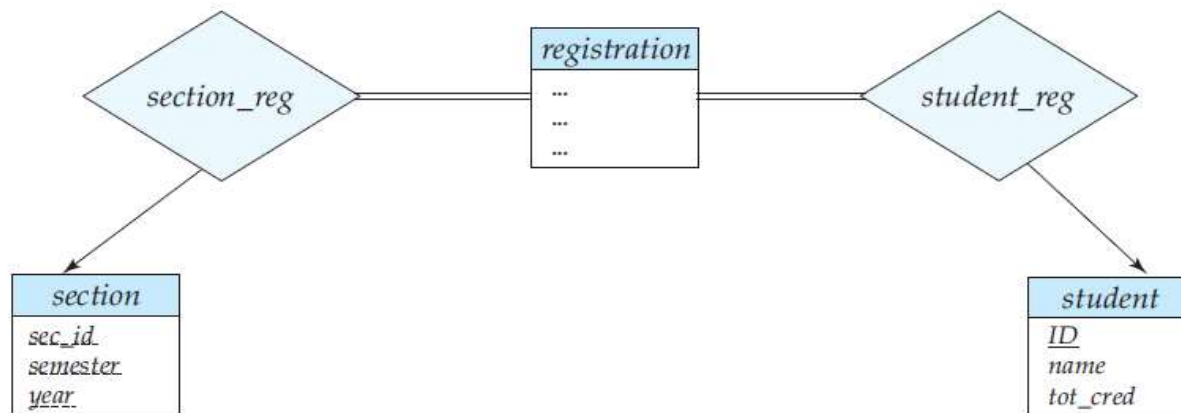 section_reg
registration
...
...
...
student_reg
section
sec_id
semester
year
student
ID
name
tot_cred